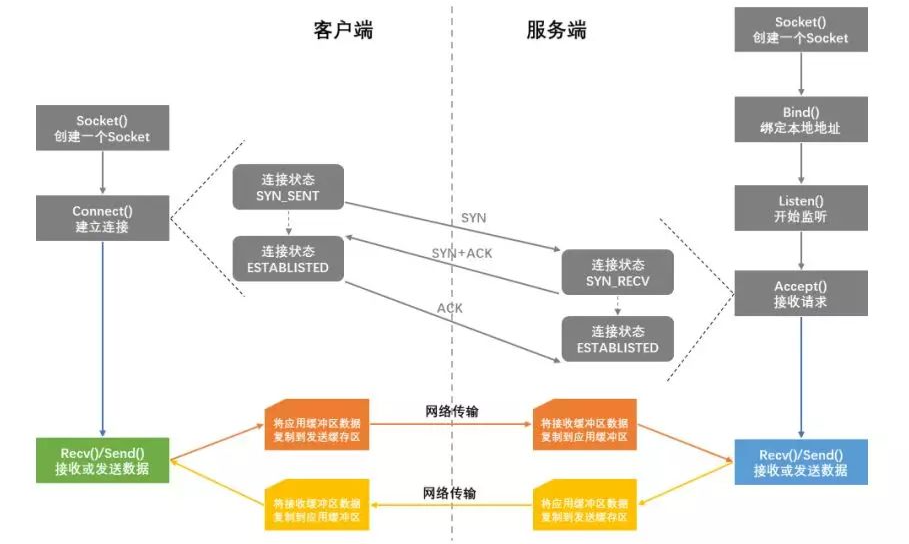 客户端
服务端
Socket()
创建一个Socket
Bind()
绑定本地地址
Listen()
开始监听
Accept()
接收请求
Socket()
创建一个Socket
Connect()
建立连接
连接状态
SYN_SENT
连接状态
ESTABLISTED
SYN
SYN+ACK
ACK
连接状态
SYN_RECV
连接状态
ESTABLISTED
Recv()/Send()
接收或发送数据
将应用缓冲区数据
复制到发送缓存区
网络传输
将接收缓冲区数据
复制到应用缓冲区
Recv()/Send()
接收或发送数据
将接收缓冲区数据
复制到应用缓冲区
网络传输
将应用缓冲区数据
复制到发送缓存区